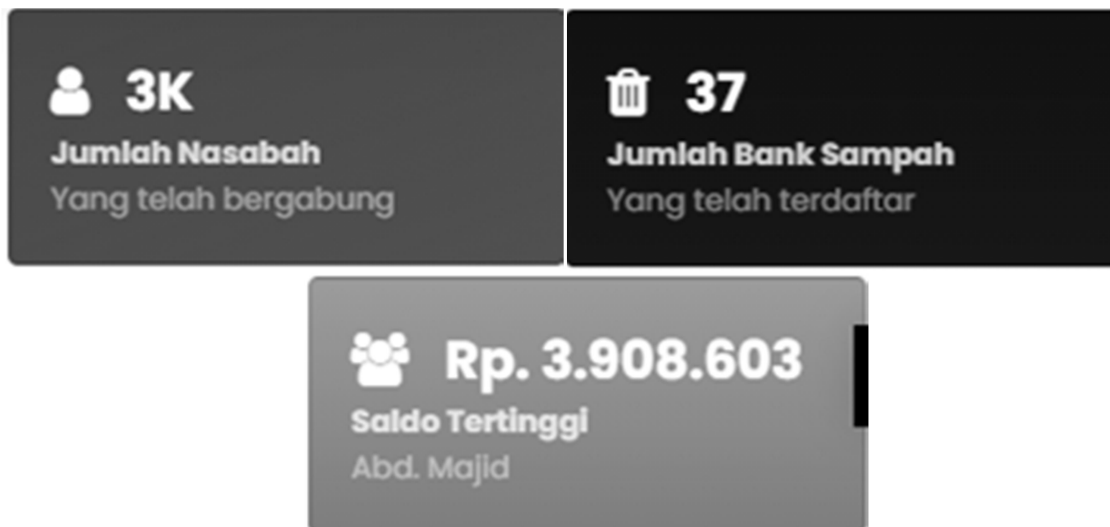 3K
Jumlah Nasabah
Yang telah bergabung
37
Jumlah Bank Sampah
Yang telah terdaftar
Rp. 3.908.603
Saldo Tertinggi
Abd. Majid